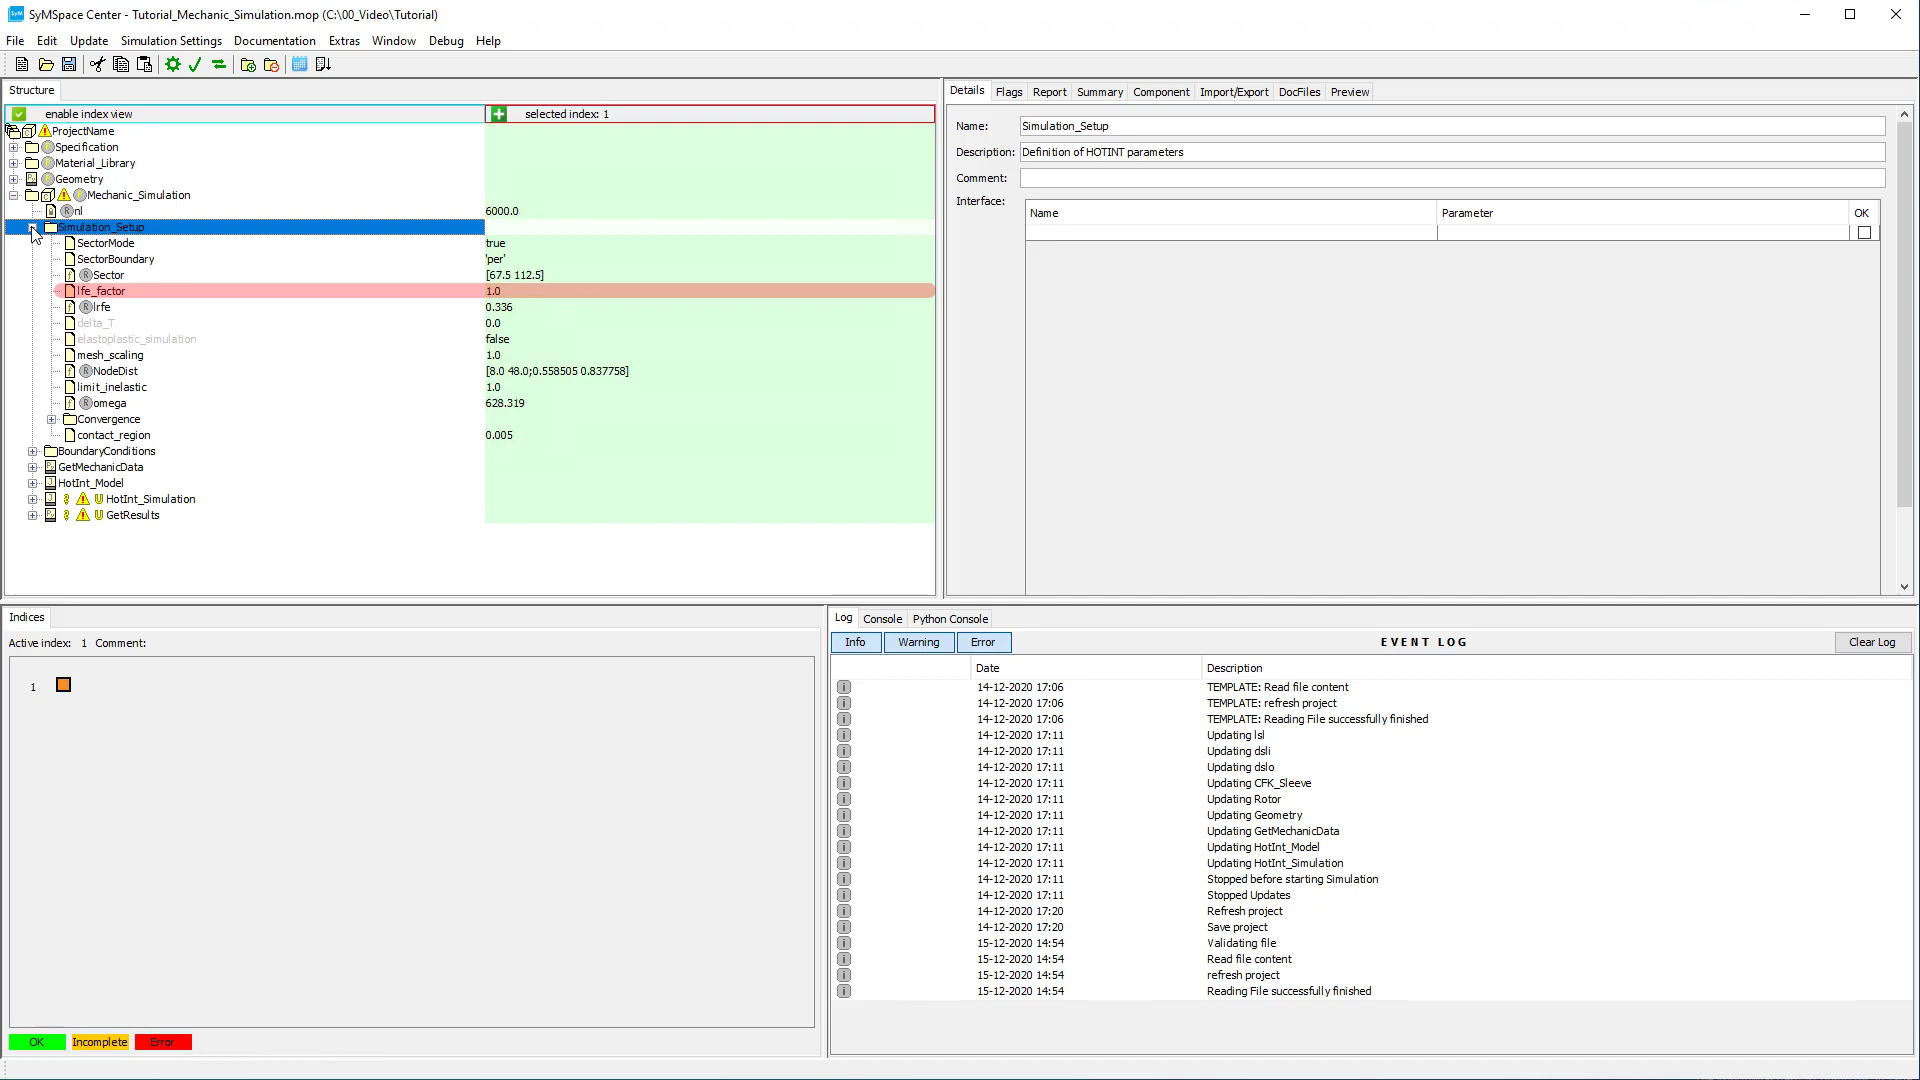 SyMSpace Center - Tutorial_Mechanic_Simulation.mop (C:\00_Video\Tutorial)
File Edit Update Simulation Settings Documentation Extras Window Debug Help
Structure
enable index view selected index: 1
ProjectName
Specification
Material_Library
Geometry
Mechanic_Simulation
nl 6000.0
Simulation_Setup
SectorMode true
SectorBoundary 'per'
Sector [67.5 112.5]
lfe_factor 1.0
lrfe 0.336
delta_T 0.0
elastoplastic_simulation false
mesh_scaling 1.0
NodeDist [8.0 48.0;0.558505 0.837758]
limit_inelastic 1.0
omega 628.319
Convergence
contact_region 0.005
BoundaryConditions
GetMechanicData
HotInt_Model
HotInt_Simulation
GetResults
Details Flags Report Summary Component Import/Export DocFiles Preview
Name: Simulation_Setup
Description: Definition of HOTINT parameters
Comment:
Interface:
Name Parameter OK
Indices
Active index: 1 Comment:
1
OK Incomplete Error
Log Console Python Console
Info Warning Error EVENT LOG Clear Log
Date Description
14-12-2020 17:06 TEMPLATE: Read file content
14-12-2020 17:06 TEMPLATE: refresh project
14-12-2020 17:06 TEMPLATE: Reading File successfully finished
14-12-2020 17:11 Updating lsl
14-12-2020 17:11 Updating dsli
14-12-2020 17:11 Updating dslo
14-12-2020 17:11 Updating CFK_Sleeve
14-12-2020 17:11 Updating Rotor
14-12-2020 17:11 Updating Geometry
14-12-2020 17:11 Updating GetMechanicData
14-12-2020 17:11 Updating HotInt_Model
14-12-2020 17:11 Updating HotInt_Simulation
14-12-2020 17:11 Stopped before starting Simulation
14-12-2020 17:11 Stopped Updates
14-12-2020 17:20 Refresh project
14-12-2020 17:20 Save project
15-12-2020 14:54 Validating file
15-12-2020 14:54 Read file content
15-12-2020 14:54 refresh project
15-12-2020 14:54 Reading File successfully finished